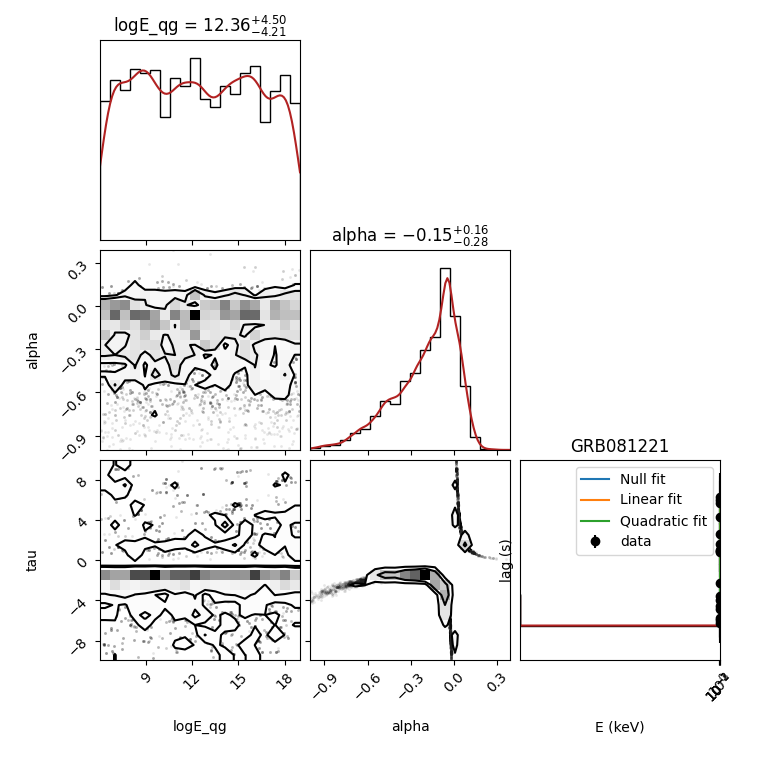 logE_qg = 12.36+4.50−4.21
alpha = −0.15+0.16−0.28
0.3
0.0
−0.3
−0.6
−0.9
alpha
GRB081221
Null fit
Linear fit
Quadratic fit
data
8
4
0
−4
−8
tau
lag (s)
9 12 15 18
−0.9 −0.6 −0.3 0.0 0.3
logE_qg
alpha
E (keV)